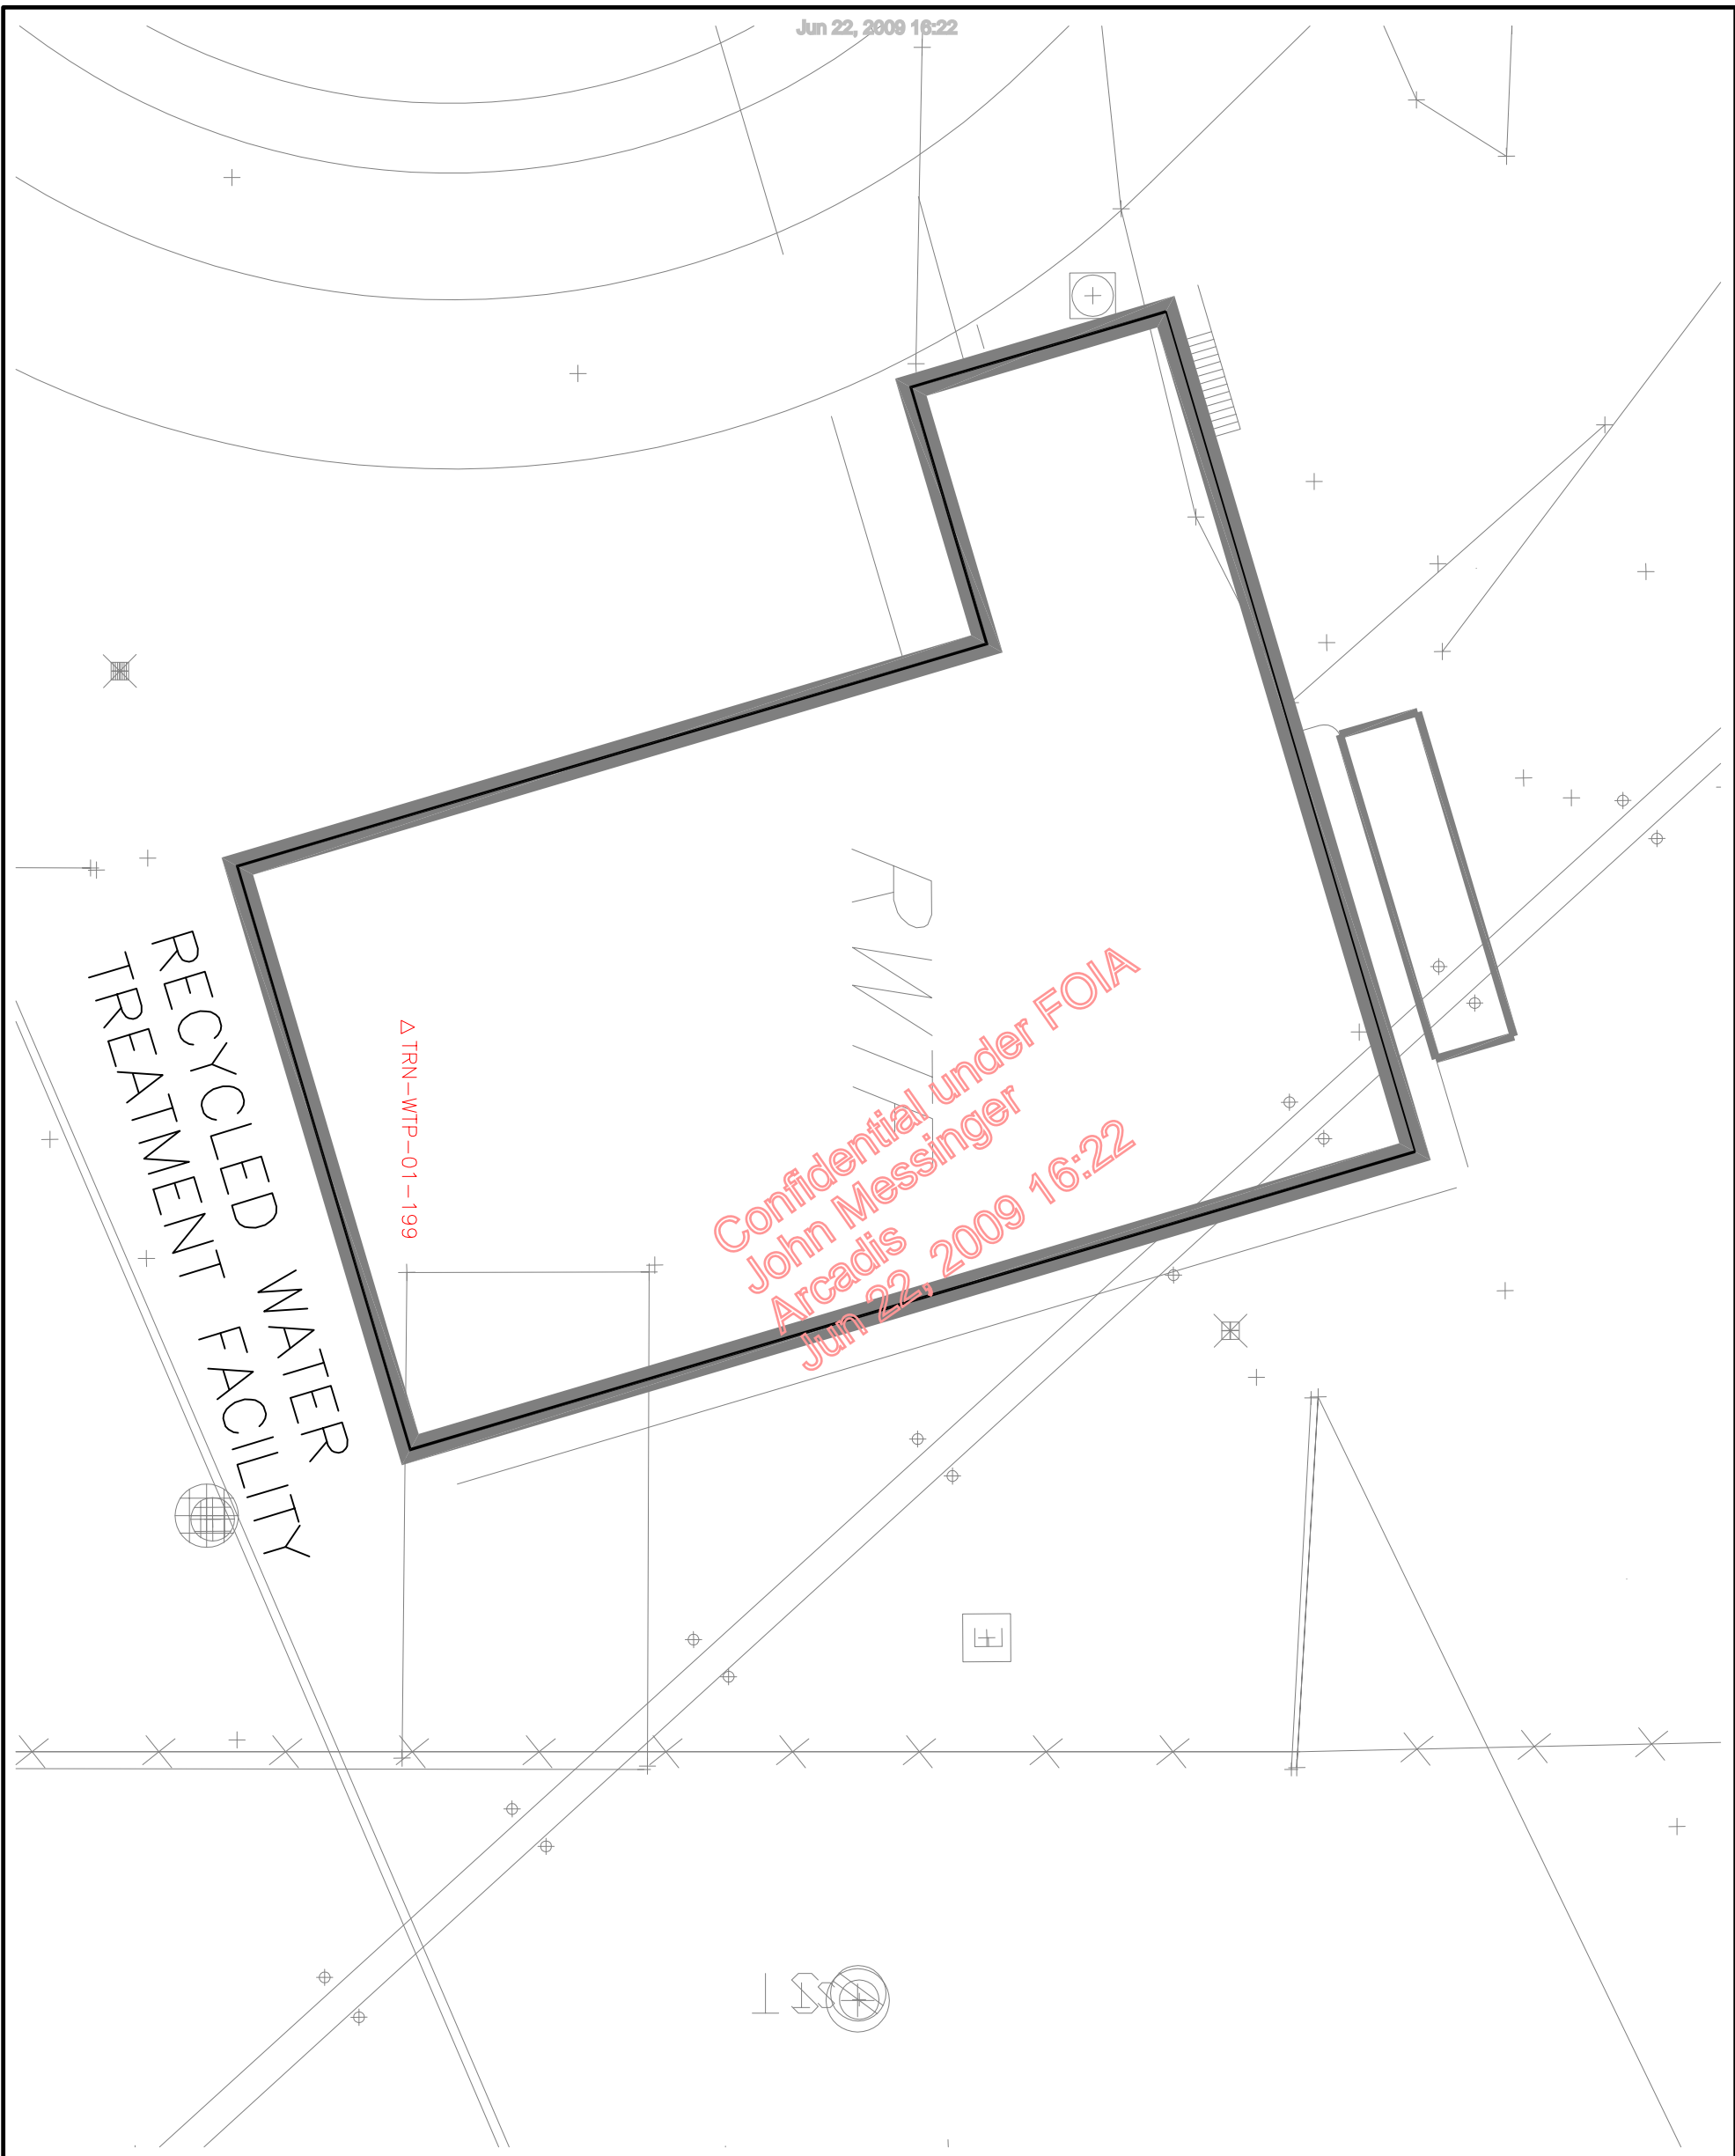 Jun 22, 2009 16:22
RECYCLED WATER
TREATMENT FACILITY
△ TRN-WTP-01-199
Confidential under FOIA
John Messinger
Arcadis
Jun 22, 2009 16:22
E